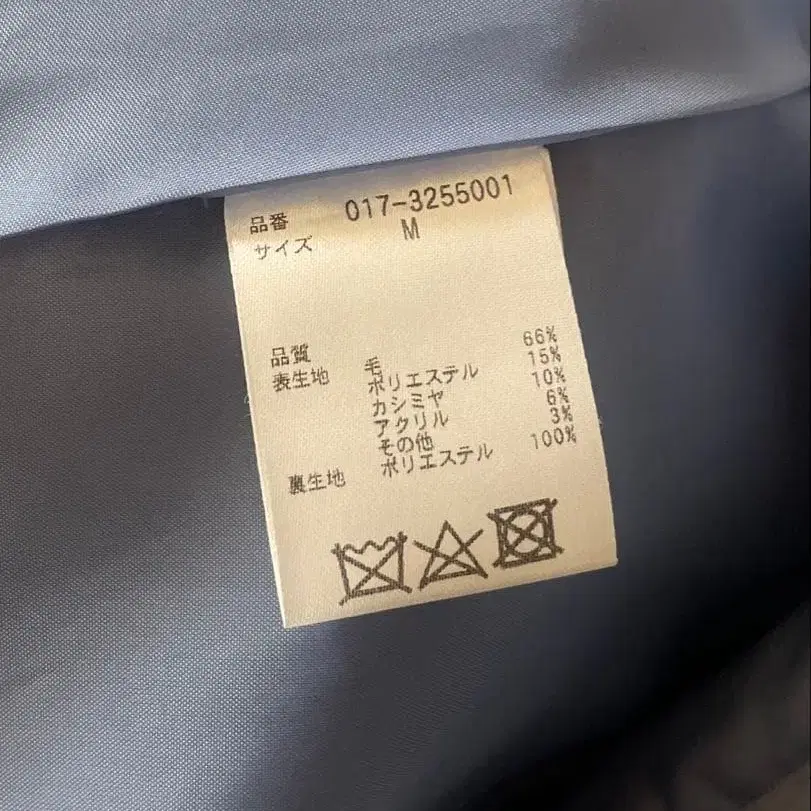 品番 017-3255001
サイズ M
品質
表生地 毛 66%
ポリエステル 15%
カシミヤ 10%
アクリル 6%
その他 3%
裏生地 ポリエステル 100%